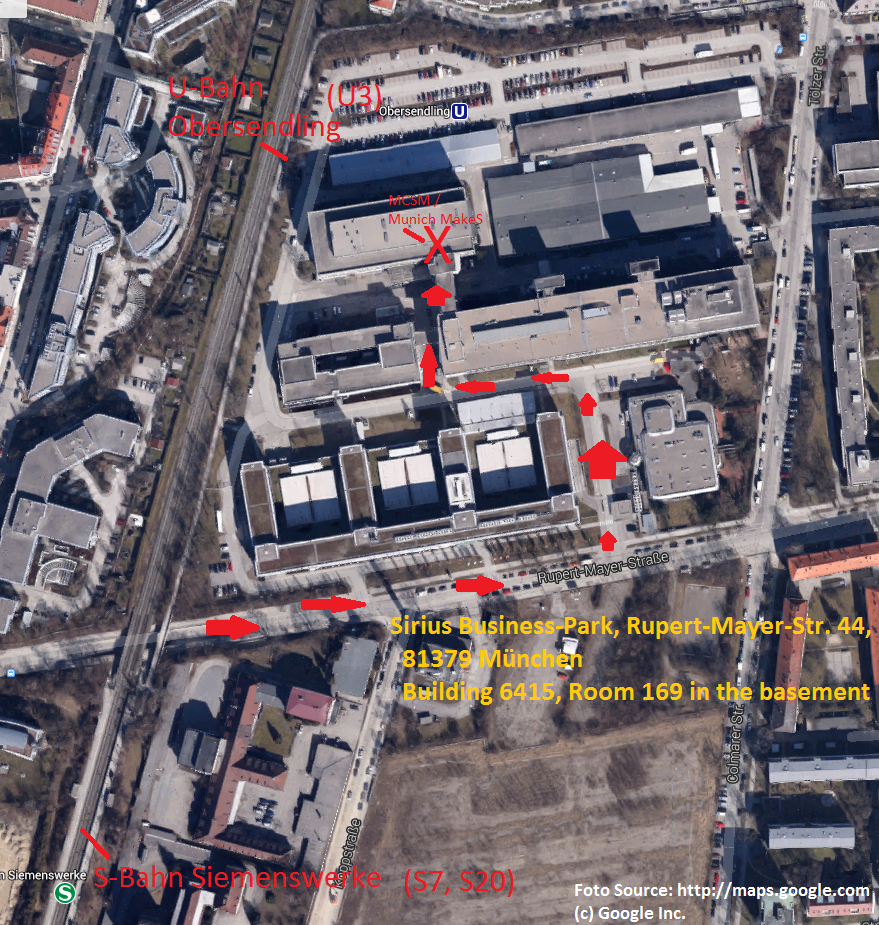 Tölzer Str.
U-Bahn
Obersendling
(U3)
Obersendling U
MCSM /
Munich MakeS
X
Rupert-Mayer-Straße
Sirius Business-Park, Rupert-Mayer-Str. 44,
81379 München
Building 6415, Room 169 in the basement
Colmarer Str.
n Siemenswerke
S
S-Bahn Siemenswerke
(S7, S20)
Foto Source: http://maps.google.com
(c) Google Inc.